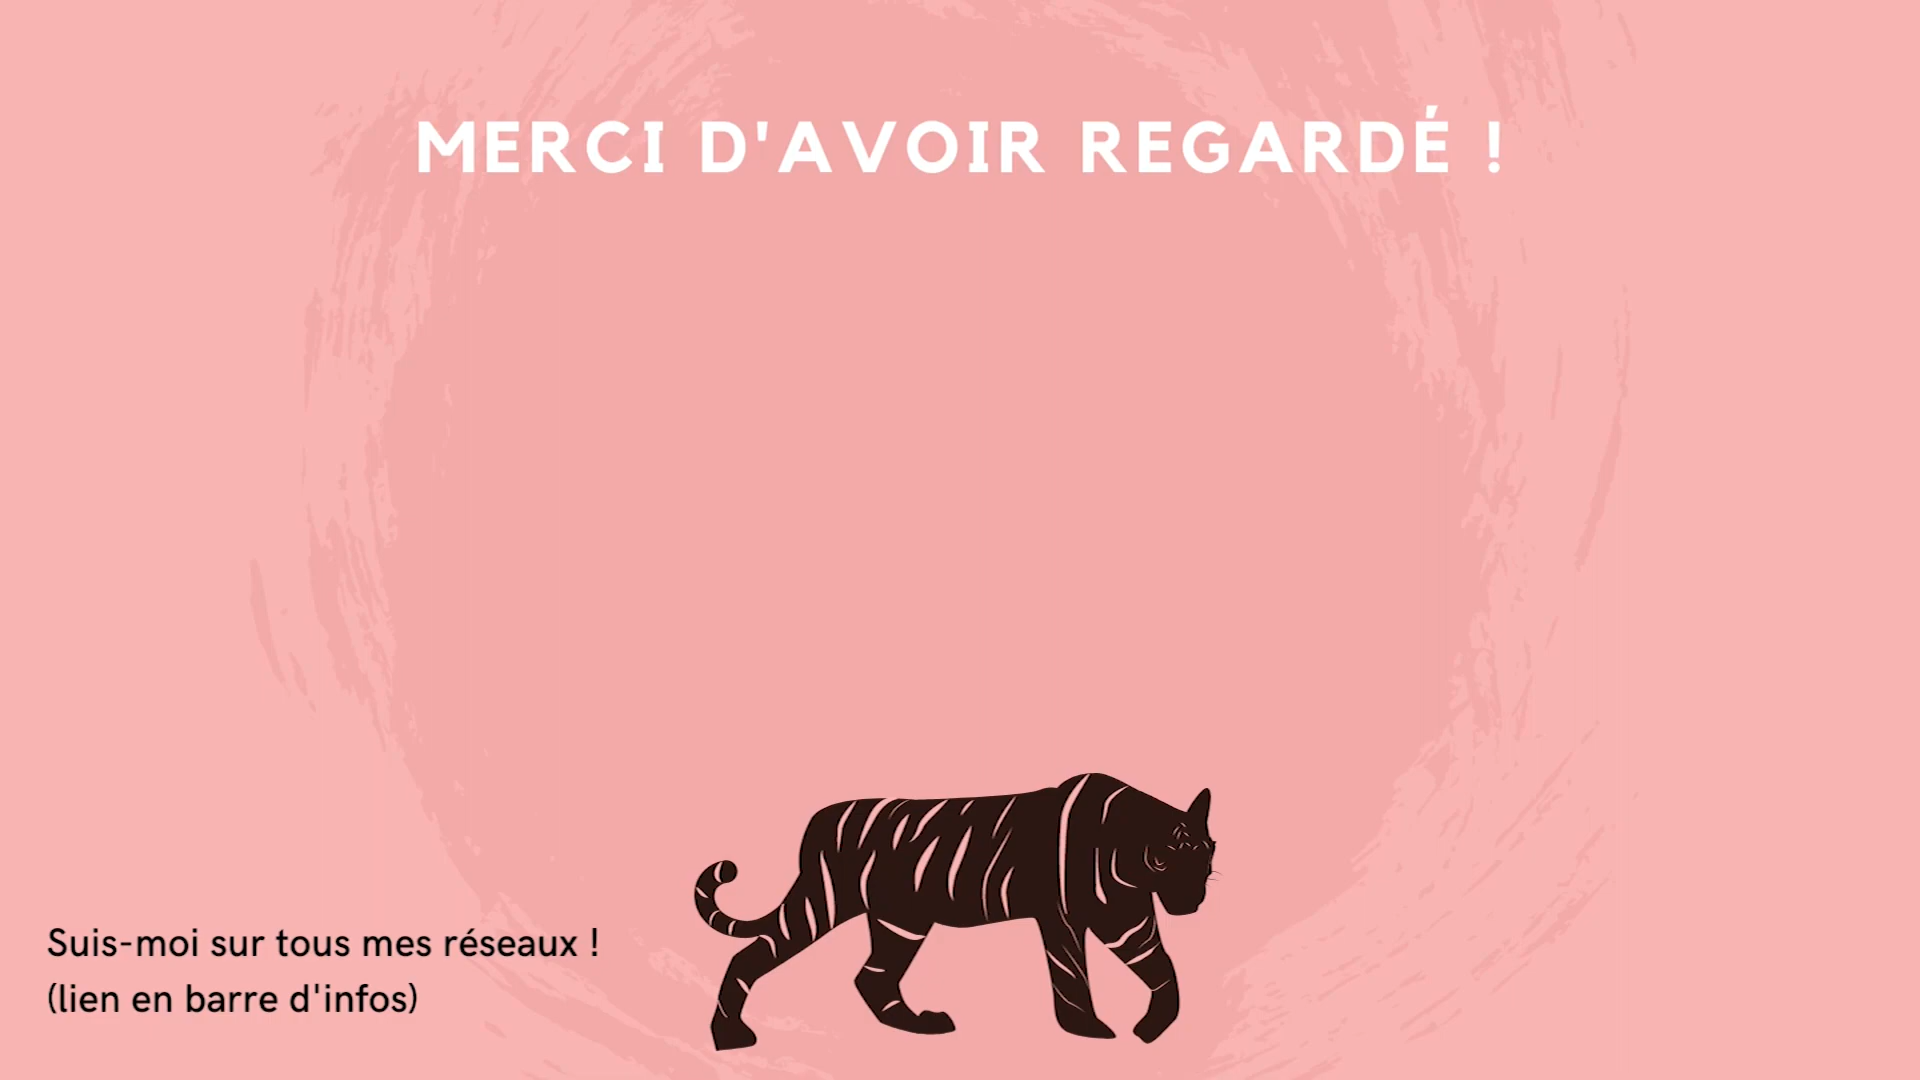 MERCI D'AVOIR REGARDÉ !
Suis-moi sur tous mes réseaux !
(lien en barre d'infos)